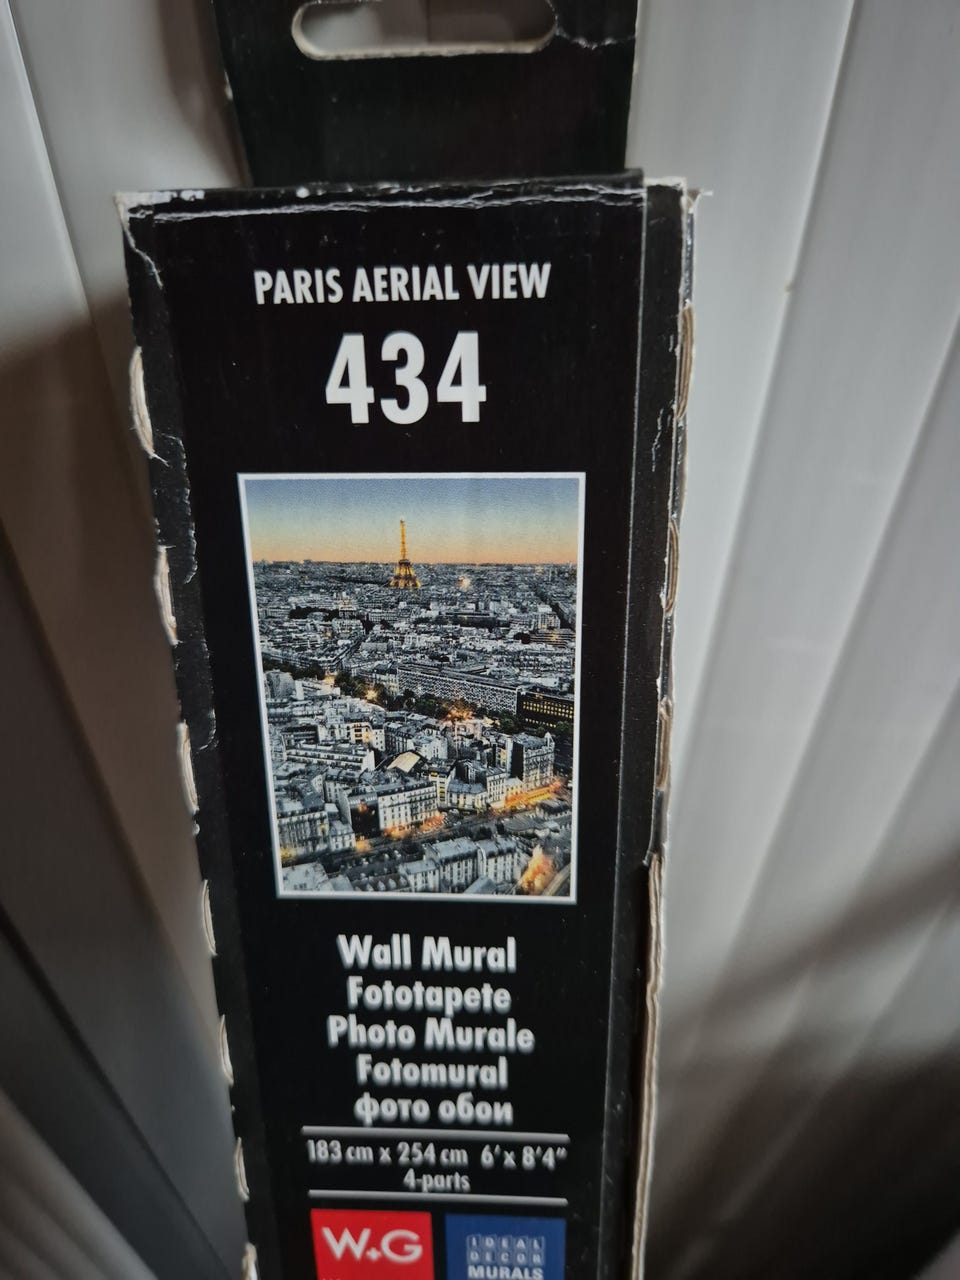 PARIS AERIAL VIEW
434
Wall Mural
Fototapete
Photo Murale
Fotomural
фото обои
183 cm x 254 cm 6' x 8'4"
4-parts
W+G
IDEAL
DECOR
MURALS